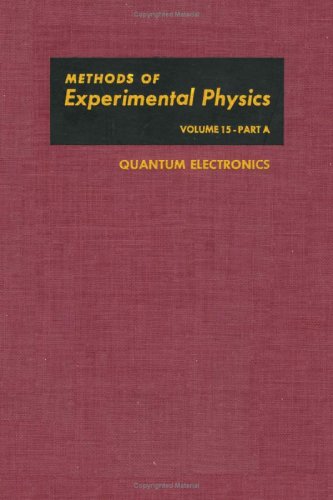 METHODS OF
Experimental Physics
VOLUME 15 - PART A
QUANTUM ELECTRONICS